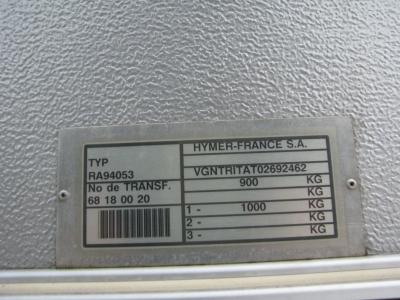 TYP
RA94053
No de TRANSF.
68 18 00 20
HYMER-FRANCE S.A.
VGNTRITAT02692462
900 KG
KG
1 - 1000 KG
2 - KG
3 - KG